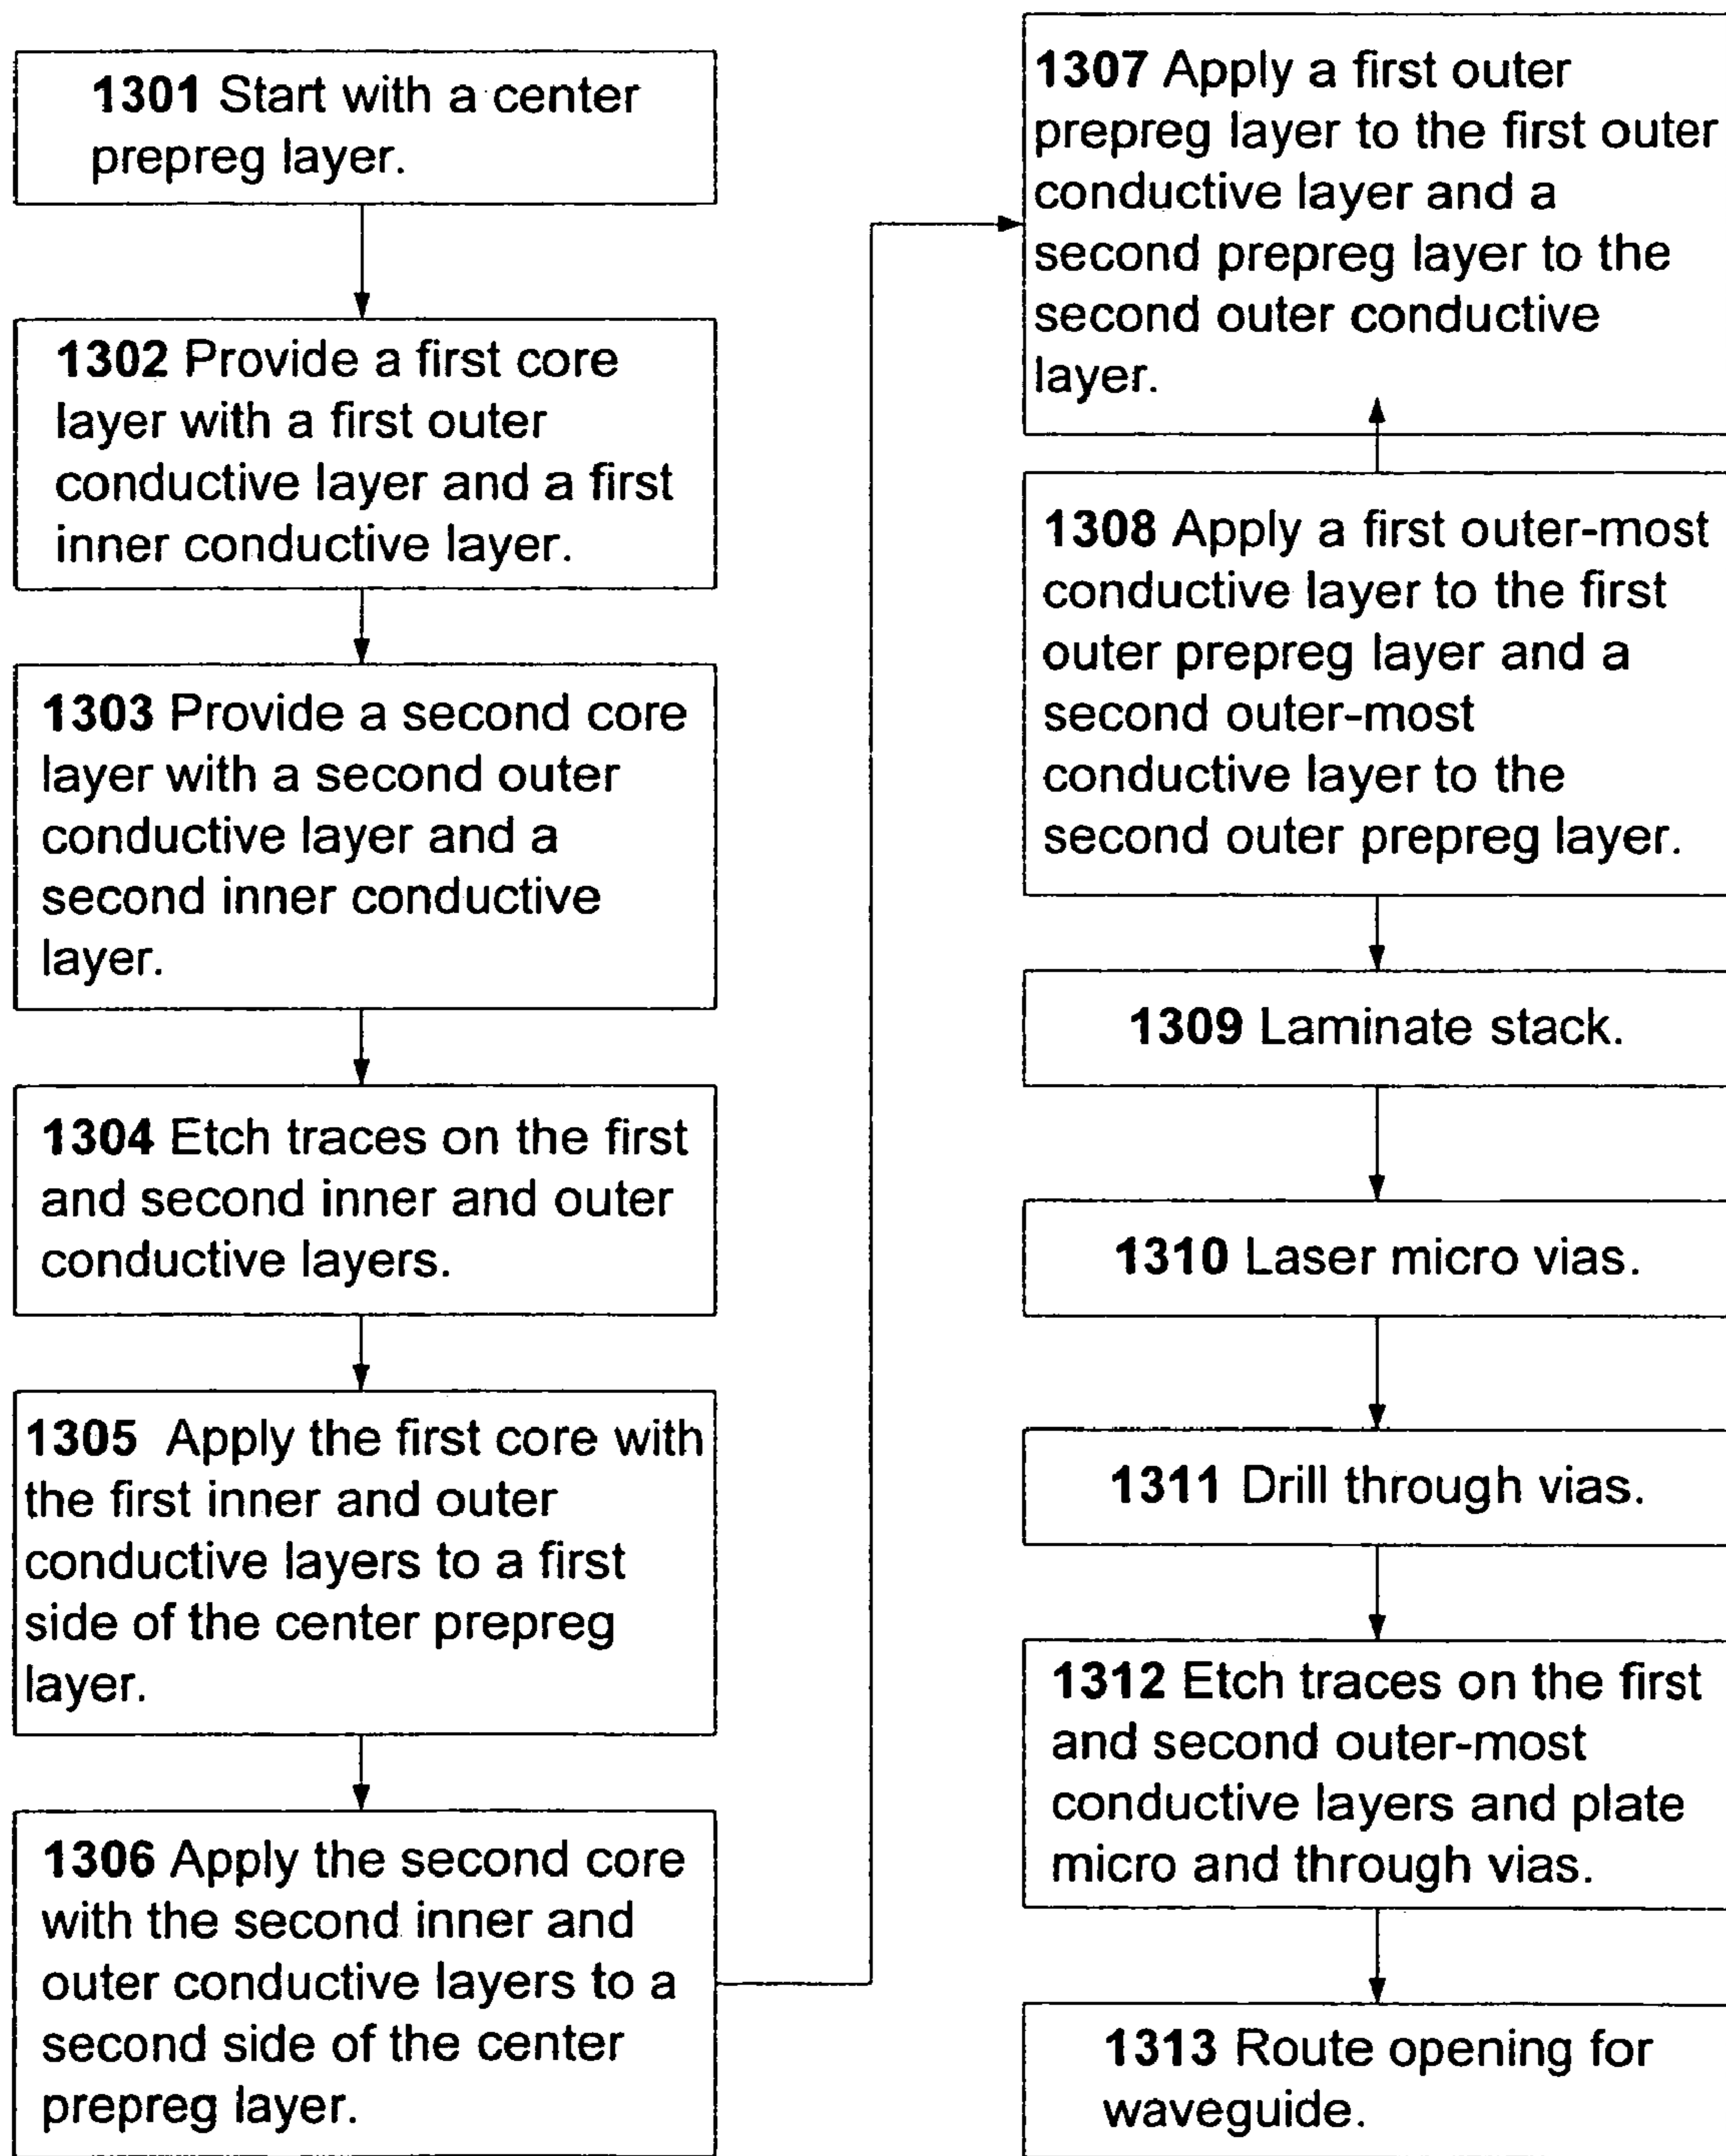 1301 Start with a center
prepreg layer.
1302 Provide a first core
layer with a first outer
conductive layer and a first
inner conductive layer.
1303 Provide a second core
layer with a second outer
conductive layer and a
second inner conductive
layer.
1304 Etch traces on the first
and second inner and outer
conductive layers.
1305 Apply the first core with
the first inner and outer
conductive layers to a first
side of the center prepreg
layer.
1306 Apply the second core
with the second inner and
outer conductive layers to a
second side of the center
prepreg layer.
1307 Apply a first outer
prepreg layer to the first outer
conductive layer and a
second prepreg layer to the
second outer conductive
layer.
1308 Apply a first outer-most
conductive layer to the first
outer prepreg layer and a
second outer-most
conductive layer to the
second outer prepreg layer.
1309 Laminate stack.
1310 Laser micro vias.
1311 Drill through vias.
1312 Etch traces on the first
and second outer-most
conductive layers and plate
micro and through vias.
1313 Route opening for
waveguide.